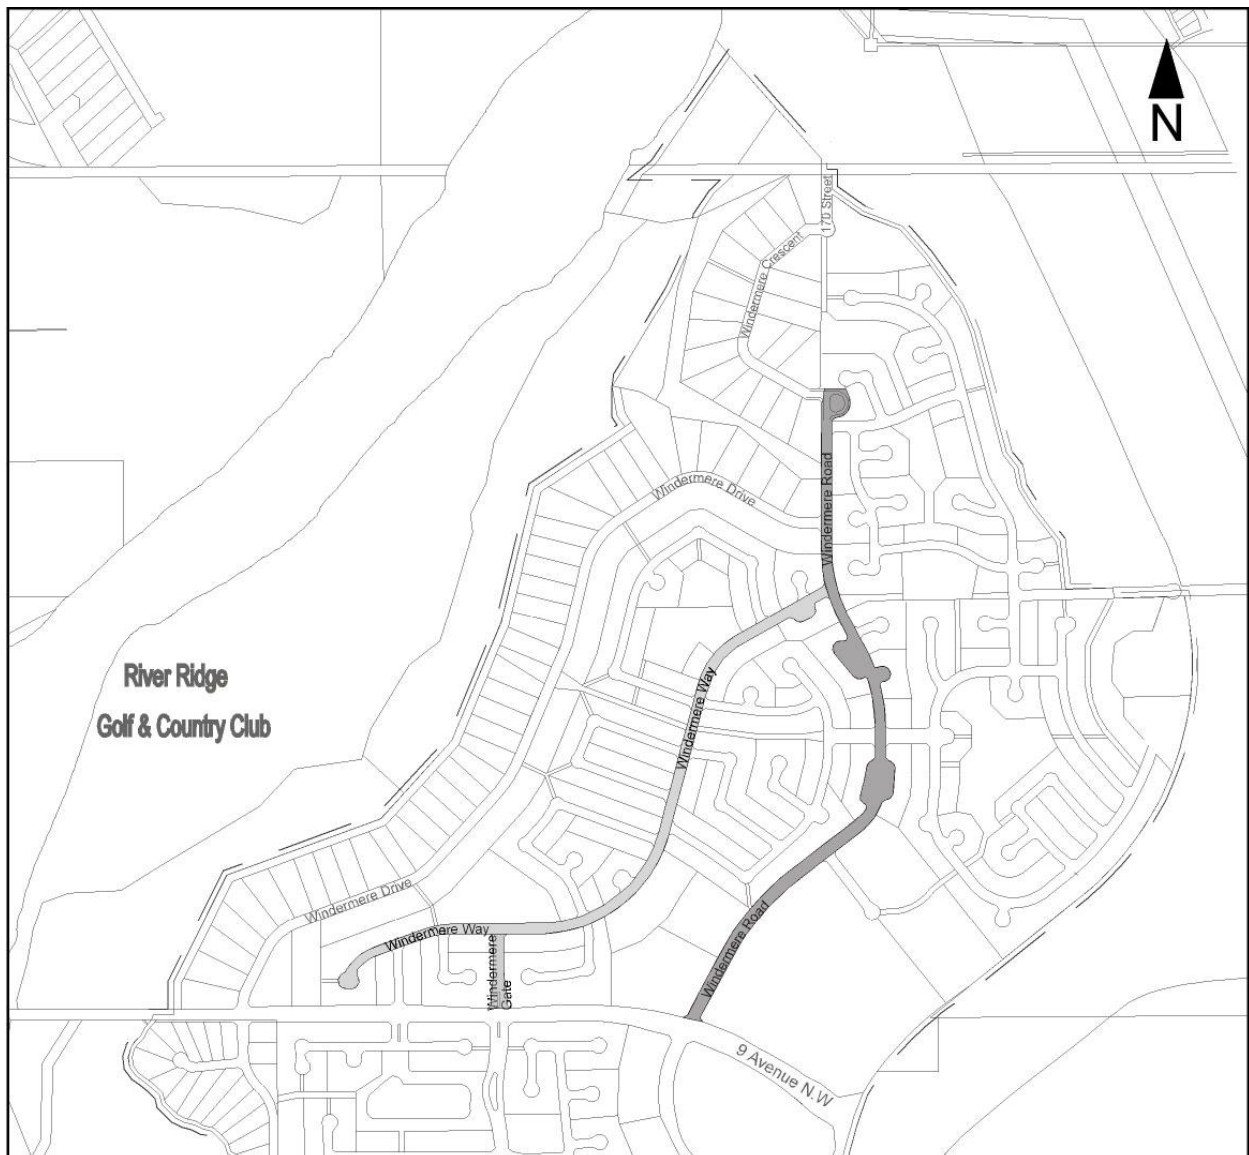 N
170 Street
Windermere Crescent
Windermere Road
Windermere Drive
River Ridge
Golf & Country Club
Windermere Way
Windermere Drive
Windermere Way
Windermere
Gate
Windermere Road
9 Avenue N.W